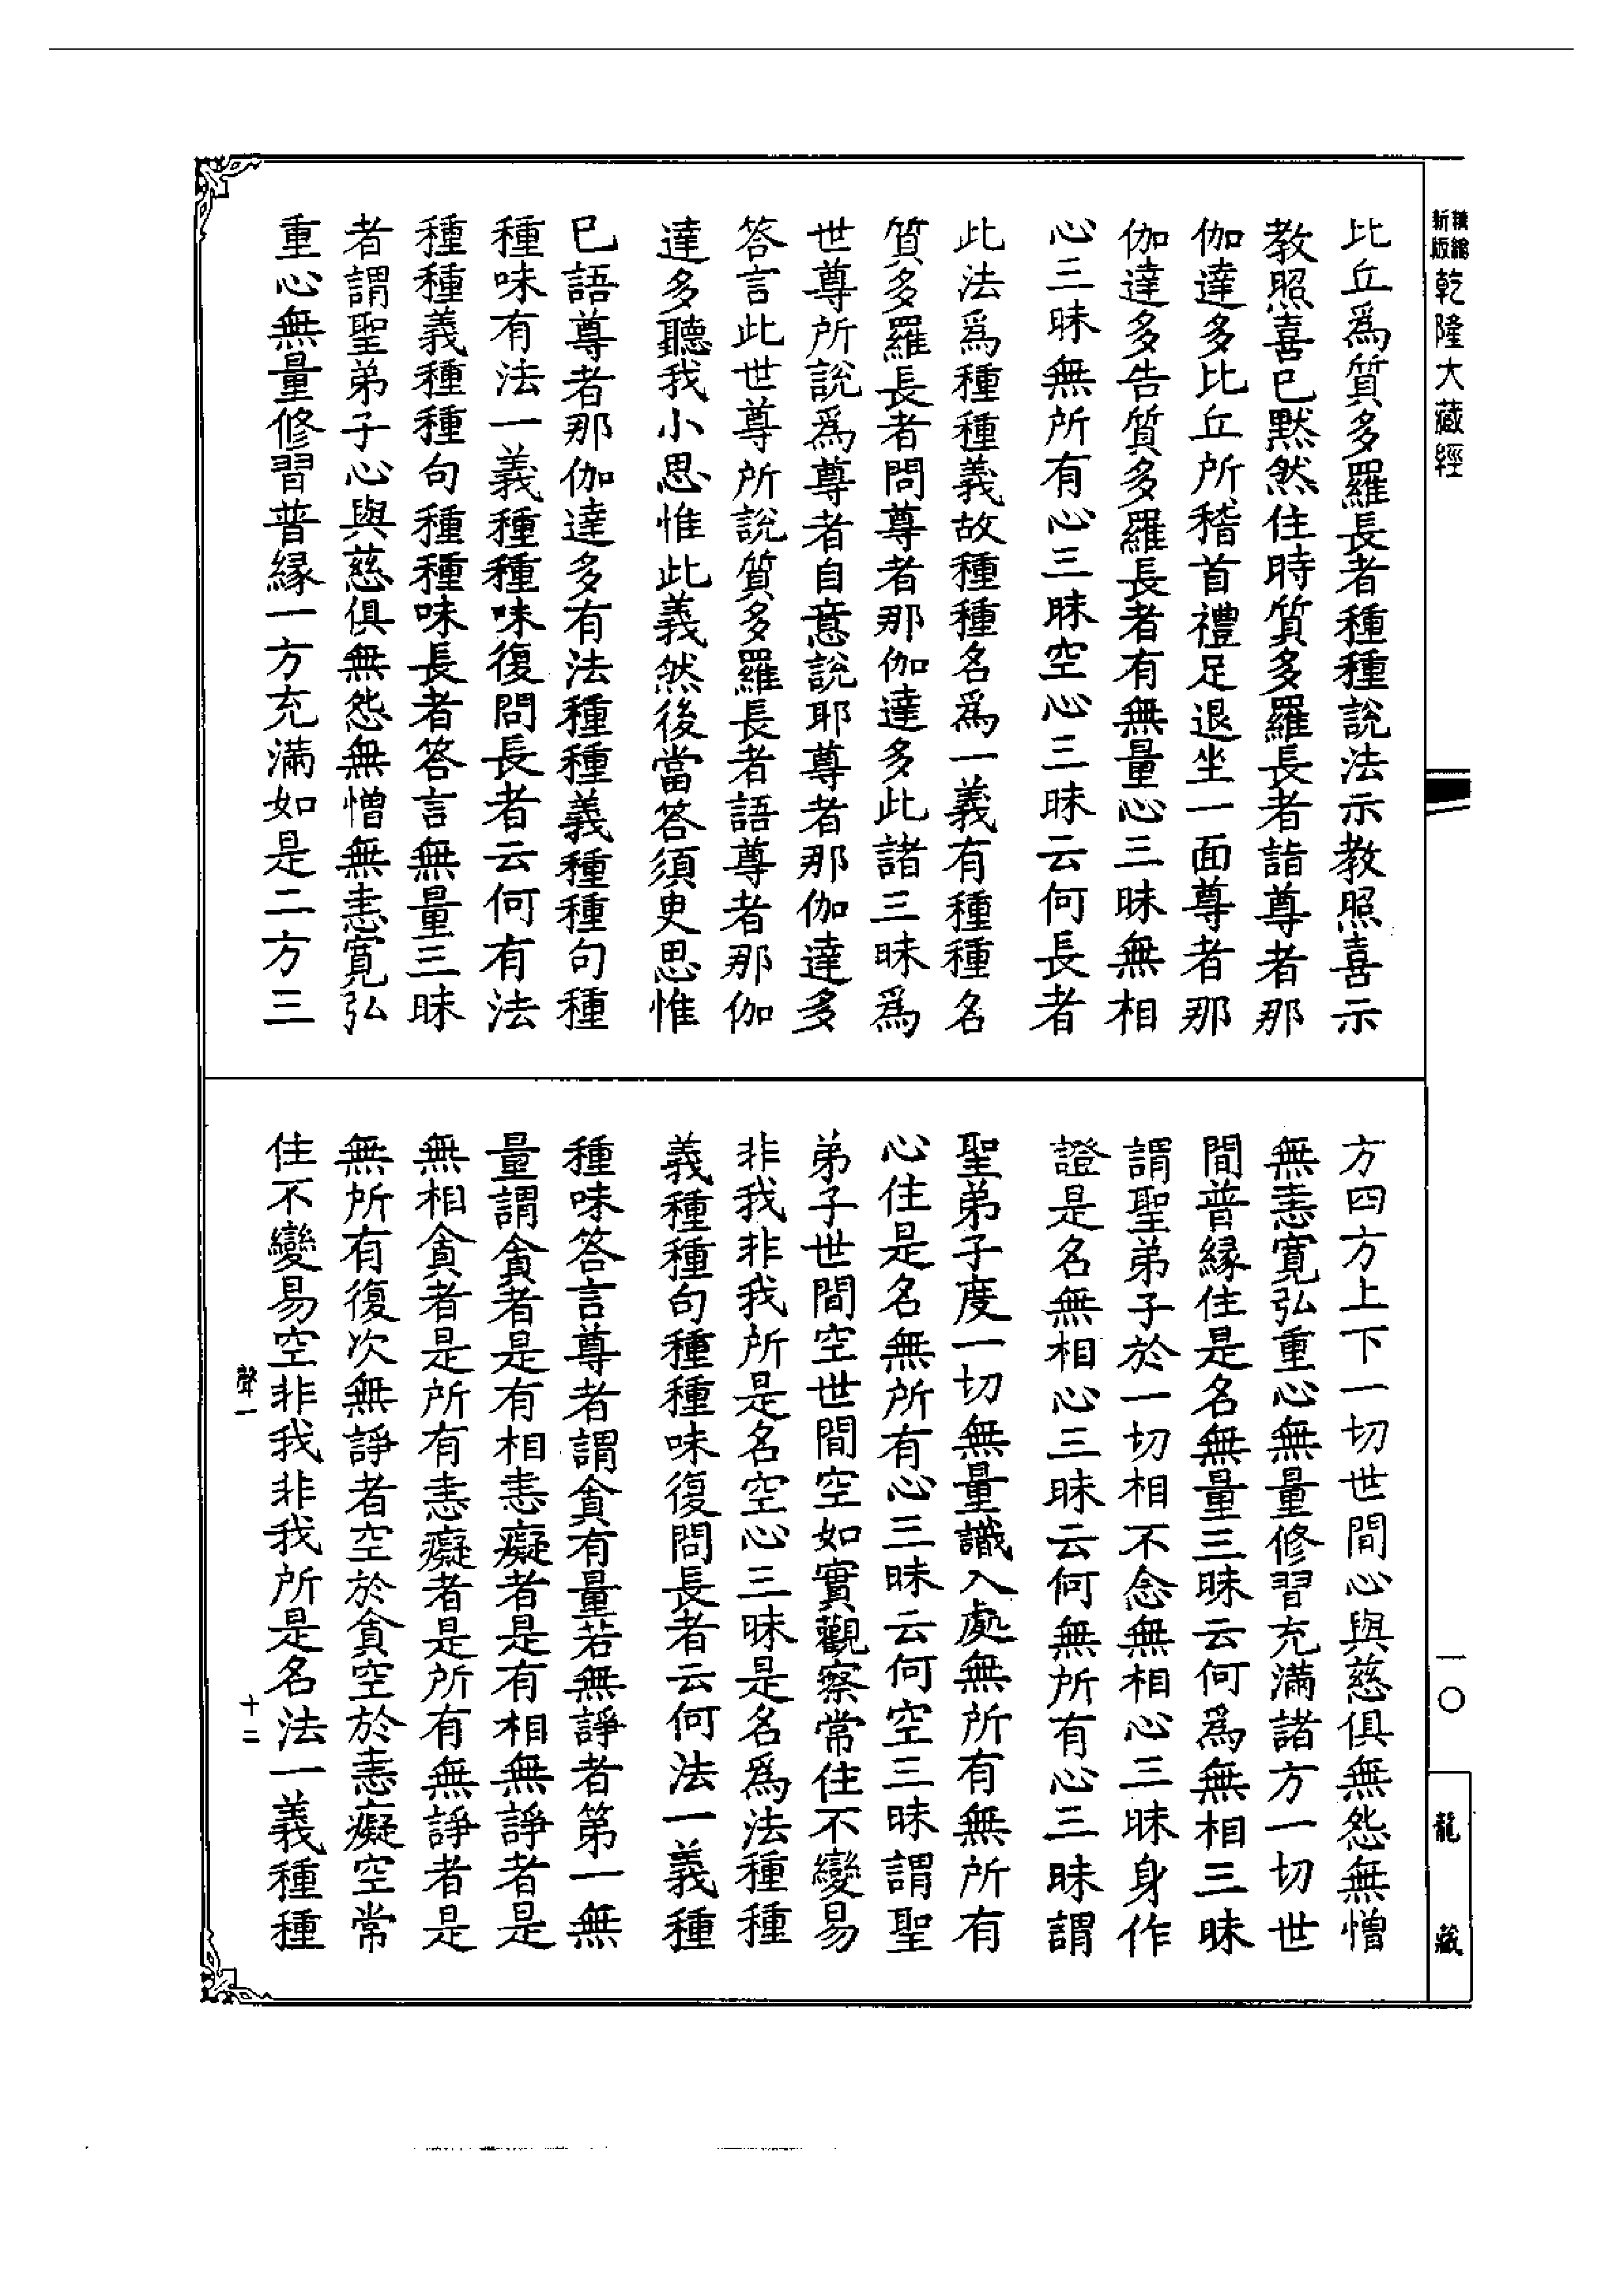 新版
精繪
乾隆大藏經
比丘爲質多羅長者種種說法示教照喜示
教照喜已默然住時質多羅長者詣尊者那
伽達多比丘所稽首禮足退坐一面尊者那
伽達多告質多羅長者有無量心三昧無相
心三昧無所有心三昧空心三昧云何長者
此法爲種種義故種種名爲一義有種種名
質多羅長者問尊者那伽達多此諸三昧爲
世尊所說爲尊者自意說耶尊者那伽達多
答言此世尊所說質多羅長者語尊者那伽
達多聽我小思惟此義然後當答須臾思惟
已語尊者那伽達多有法種種義種種句種
種味有法一義種種味復問長者云何有法
種種義種種句種種味長者答言無量三昧
者謂聖弟子心與慈俱無怨無憎無恚寬弘
重心無量修習普緣一方充滿如是二方三
方四方上下一切世間心與慈俱無怨無憎
無恚寬弘重心無量修習充滿諸方一切世
間普緣住是名無量三昧云何爲無相三昧
謂聖弟子於一切相不念無相心三昧身作
證是名無相心三昧云何無所有心三昧謂
聖弟子度一切無量識入處無所有無所有
心住是名無所有心三昧云何空三昧謂聖
弟子世間空世間空如實觀察常住不變易
非我非我所是名空心三昧是名爲法種種
義種種句種種味復問長者云何法一義種
種味答言尊者謂貪有量若無諍者第一無
量謂貪者是有相恚癡者是有相無諍者是
無相貪者是所有恚癡者是所有無諍者是
無所有復次無諍者空於貪空於恚癡空常
住不變易空非我非我所是名法一義種種
聲一
十二
一〇
龍藏